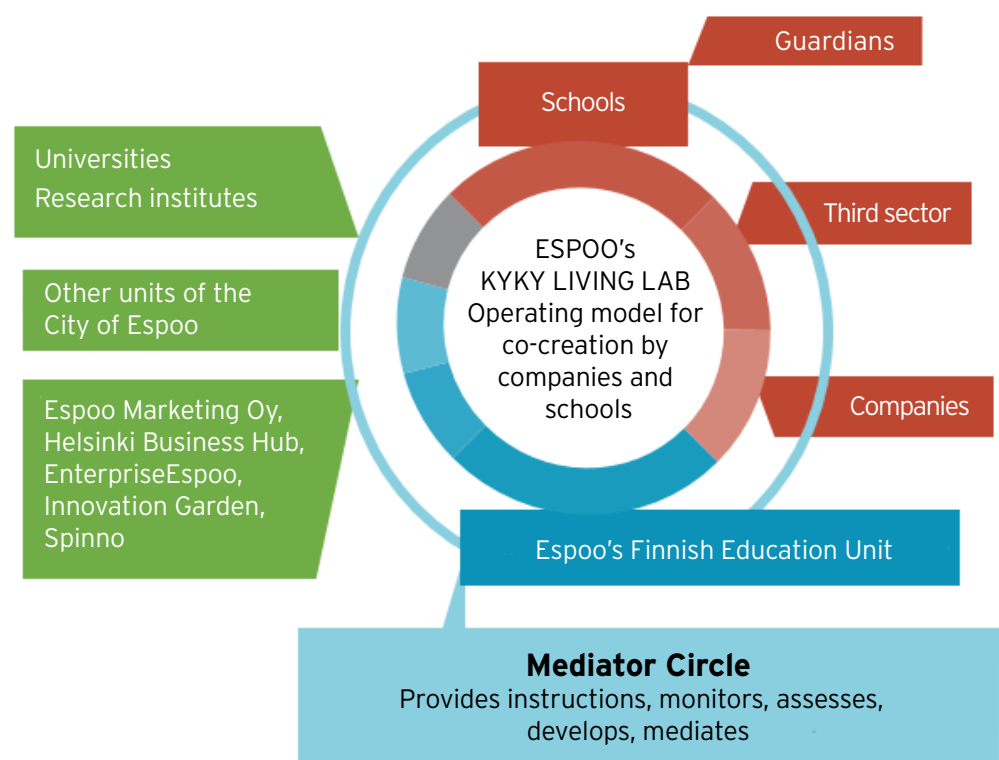 Guardians
Schools
Universities
Research institutes
Third sector
ESPOO's
KYKY LIVING LAB
Operating model for
co-creation by
companies and
schools
Other units of the
City of Espoo
Espoo Marketing Oy,
Helsinki Business Hub,
EnterpriseEspoo,
Innovation Garden,
Spinno
Companies
Espoo's Finnish Education Unit
Mediator Circle
Provides instructions, monitors, assesses,
develops, mediates